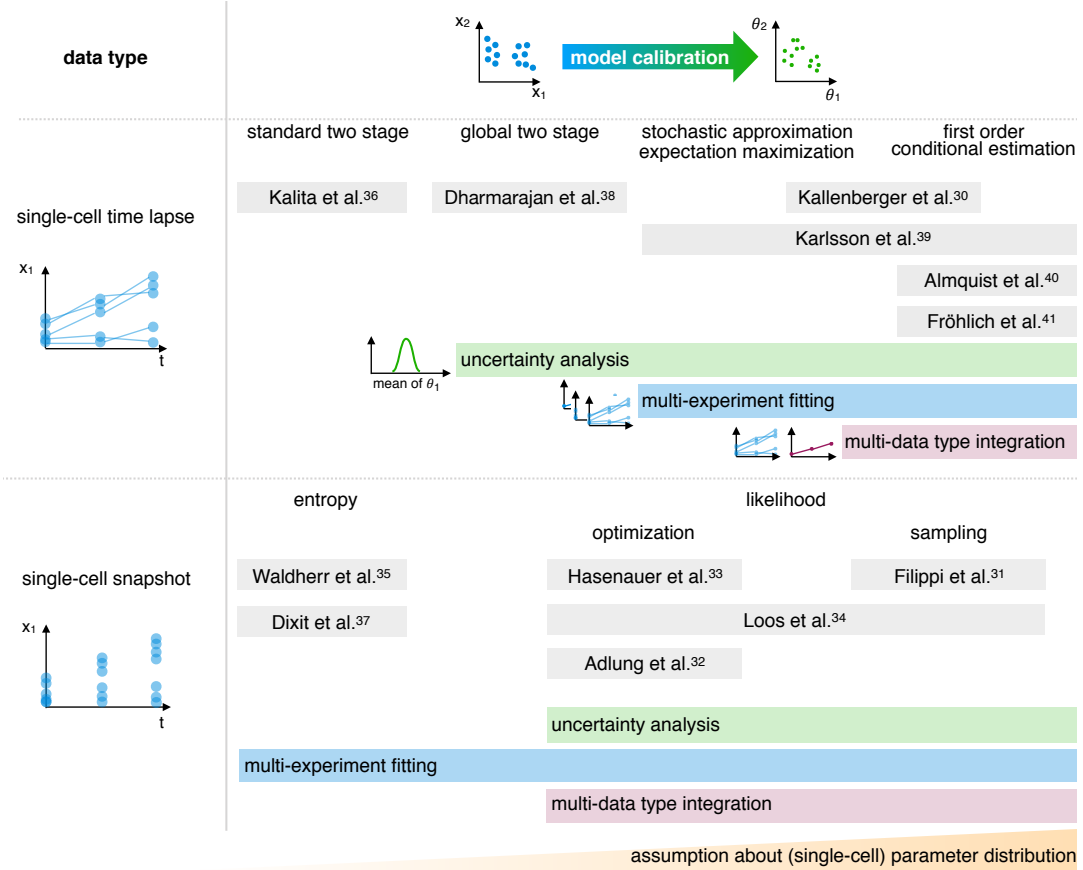 data type
x2
x1
model calibration
θ2
θ1
standard two stage
global two stage
stochastic approximation
expectation maximization
first order
conditional estimation
single-cell time lapse
Kalita et al.36
Dharmarajan et al.38
Kallenberger et al.30
Karlsson et al.39
Almquist et al.40
Fröhlich et al.41
x1
t
mean of θ1
uncertainty analysis
multi-experiment fitting
multi-data type integration
entropy
likelihood
optimization
sampling
single-cell snapshot
Waldherr et al.35
Hasenauer et al.33
Filippi et al.31
Dixit et al.37
Loos et al.34
Adlung et al.32
x1
t
uncertainty analysis
multi-experiment fitting
multi-data type integration
assumption about (single-cell) parameter distribution